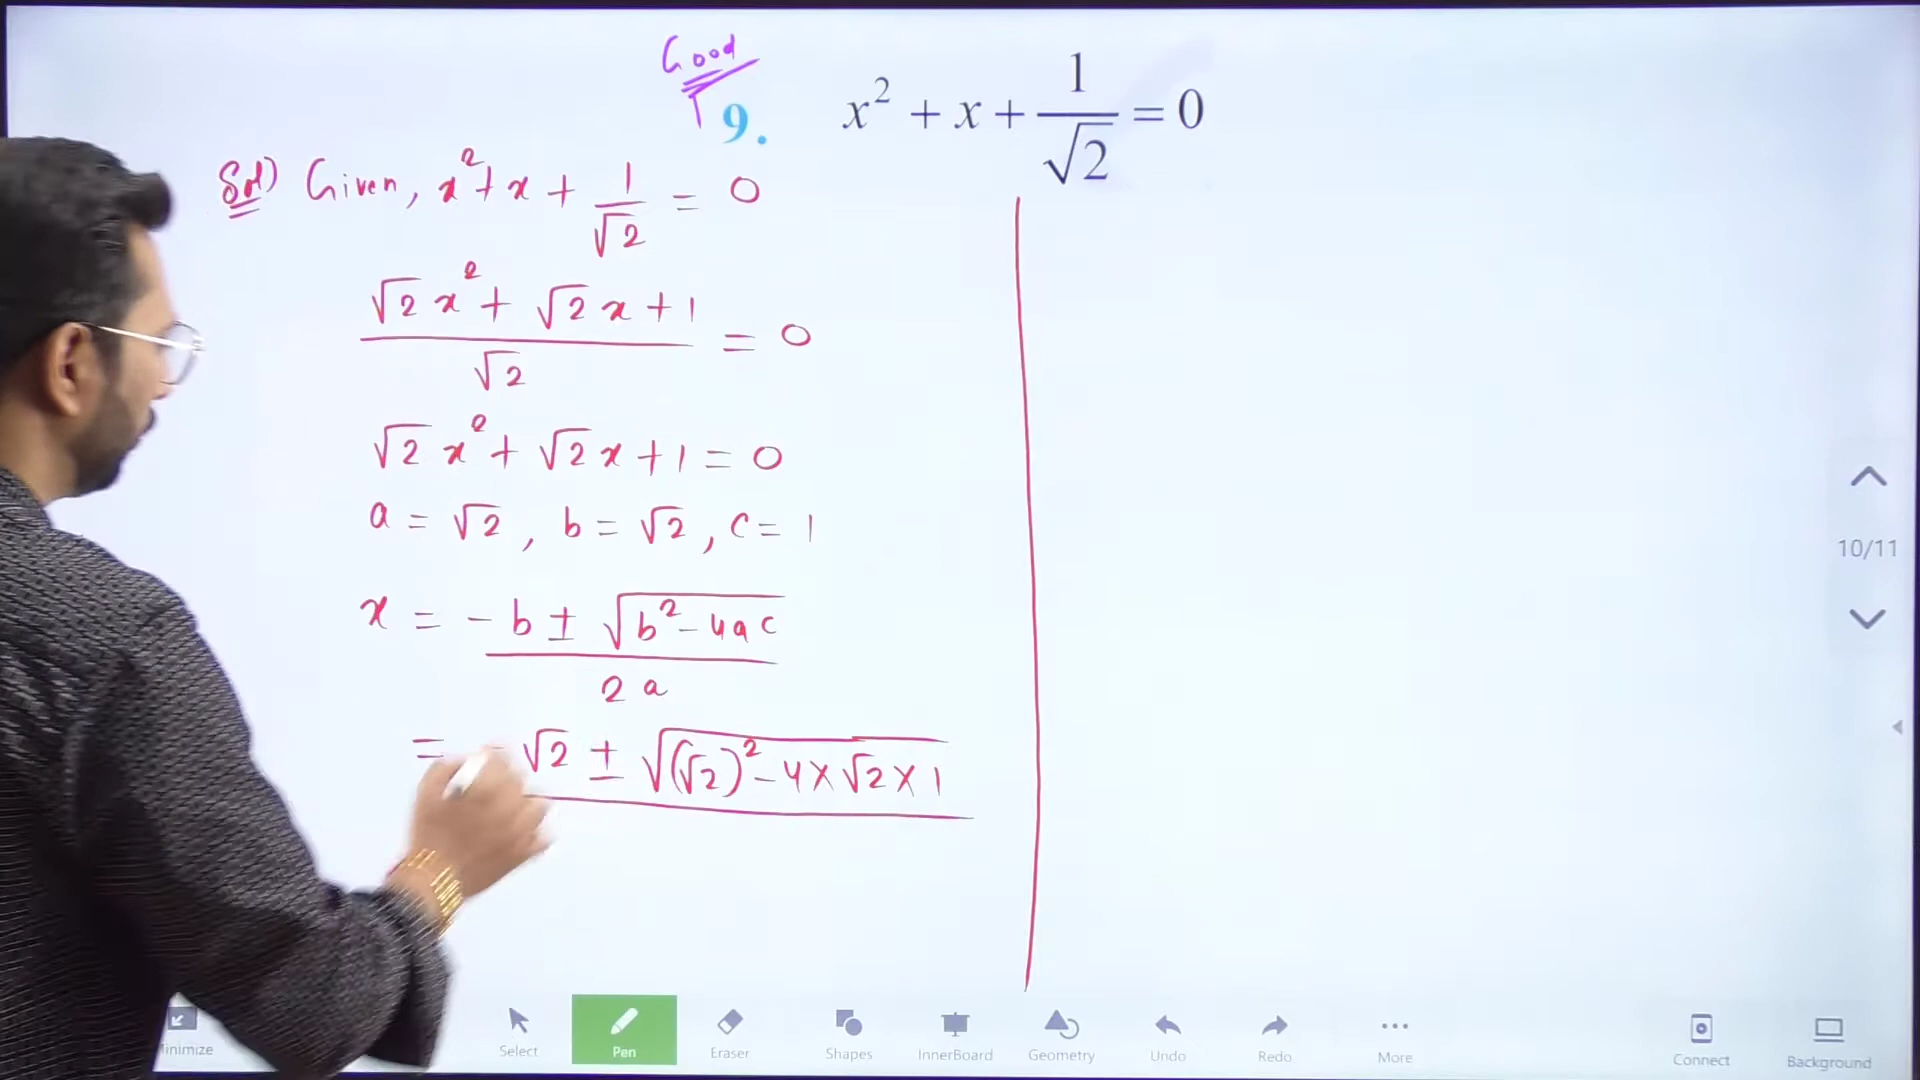 Good
9. x² + x + 1/√2 = 0
Sol) Given, x² + x + 1/√2 = 0
(√2 x² + √2 x + 1)/√2 = 0
√2 x² + √2 x + 1 = 0
a = √2 , b = √2 , c = 1
x = (-b ± √(b² - 4ac))/2a
= -√2 ± √((√2)² - 4 × √2 × 1)
10/11
Select Pen Eraser Shapes InnerBoard Geometry Undo Redo More Connect Background